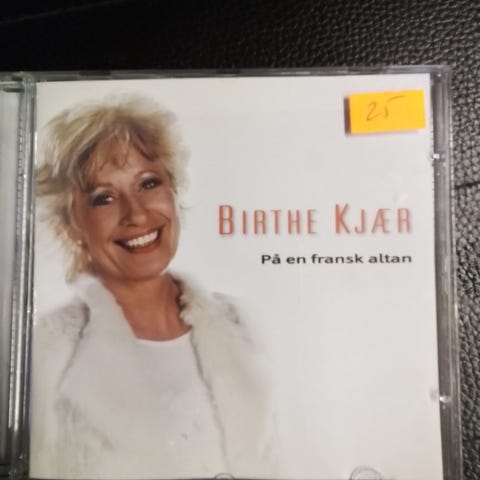 25
BIRTHE KJÆR
På en fransk altan